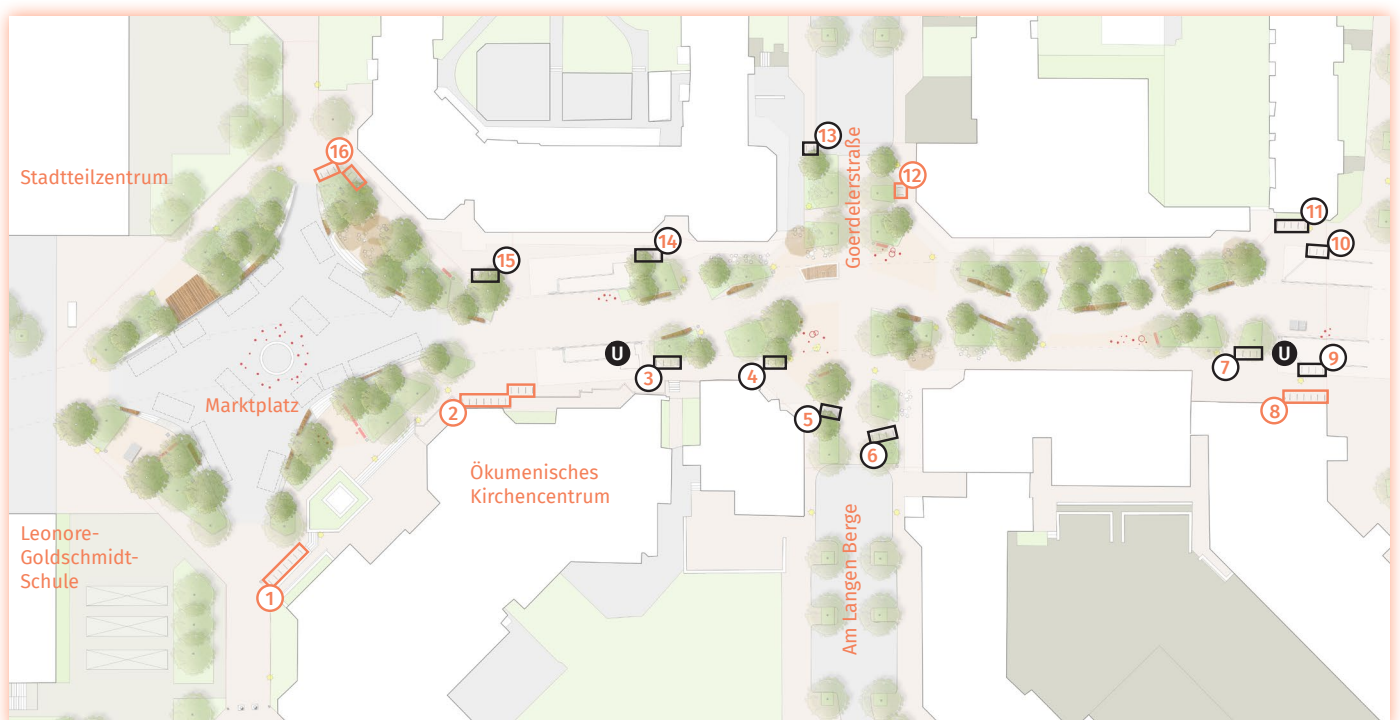 13
16
12
Stadtteilzentrum
Goerdelerstraße
11
14
10
15
U
U
3
4
7
9
Marktplatz
2
5
8
6
Ökumenisches
Kirchencentrum
Leonore-
Goldschmidt-
Schule
Am Langen Berge
1